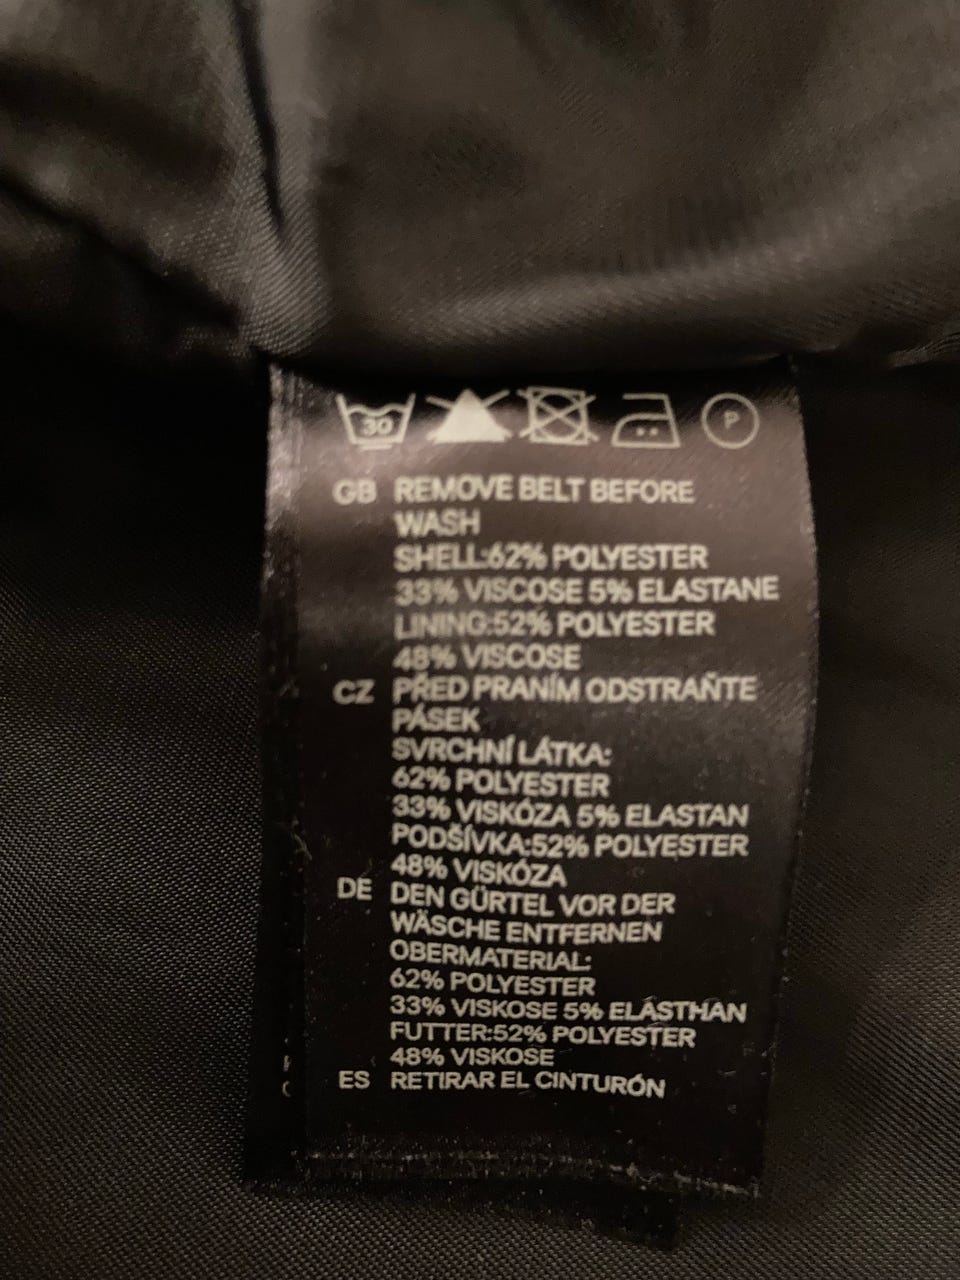 30 P
GB REMOVE BELT BEFORE
WASH
SHELL:62% POLYESTER
33% VISCOSE 5% ELASTANE
LINING:52% POLYESTER
48% VISCOSE
CZ PŘED PRANÍM ODSTRAŇTE
PÁSEK
SVRCHNÍ LÁTKA:
62% POLYESTER
33% VISKÓZA 5% ELASTAN
PODŠÍVKA:52% POLYESTER
48% VISKÓZA
DE DEN GÜRTEL VOR DER
WÄSCHE ENTFERNEN
OBERMATERIAL:
62% POLYESTER
33% VISKOSE 5% ELASTHAN
FUTTER:52% POLYESTER
48% VISKOSE
ES RETIRAR EL CINTURÓN